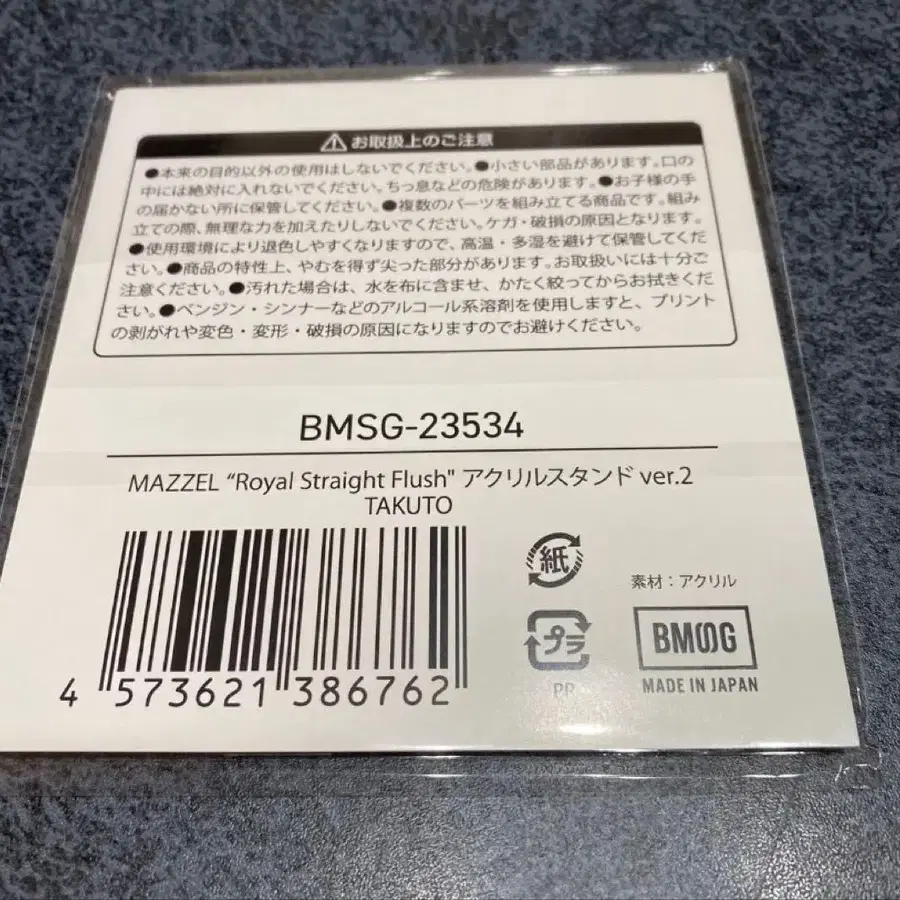 ⚠お取扱上のご注意
●本来の目的以外の使用はしないでください。●小さい部品があります。口の
中には絶対に入れないでください。ちっ息などの危険があります。●お子様の手
の届かない所に保管してください。●複数のパーツを組み立てる商品です。組み
立ての際、無理な力を加えたりしないでください。ケガ・破損の原因となります。
●使用環境により退色しやすくなりますので、高温・多湿を避けて保管してくだ
さい。●商品の特性上、やむを得ず尖った部分があります。お取扱いには十分ご
注意ください。●汚れた場合は、水を布に含ませ、かたく絞ってからお拭きくだ
さい。●ベンジン・シンナーなどのアルコール系溶剤を使用しますと、プリント
の剥がれや変色・変形・破損の原因になりますのでお避けください。
BMSG-23534
MAZZEL “Royal Straight Flush" アクリルスタンド ver.2
TAKUTO
4 573621 386762
紙
プラ
PP
素材：アクリル
BMSG
MADE IN JAPAN